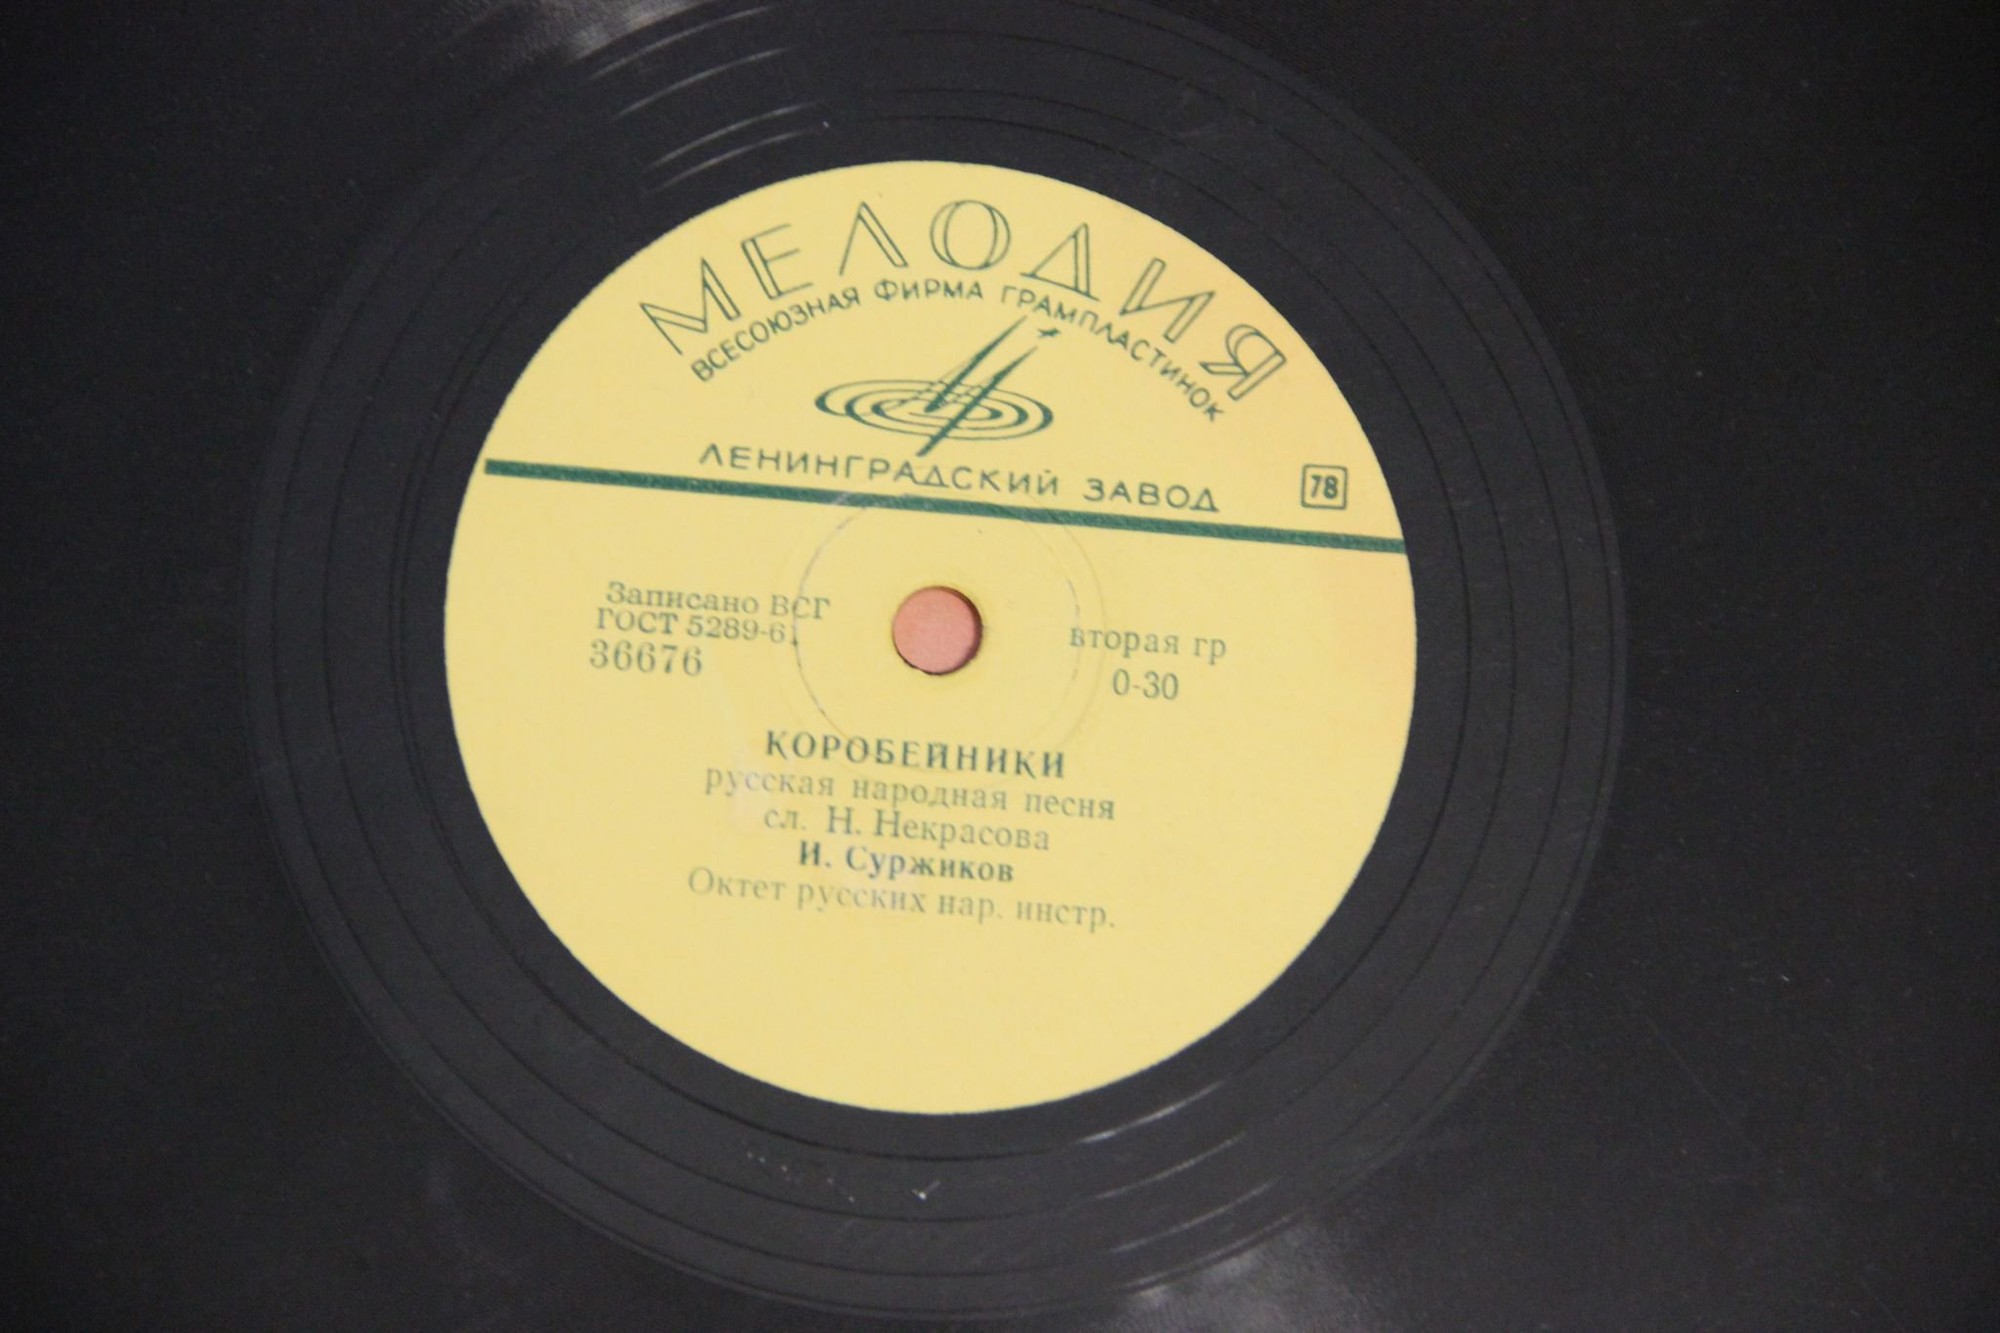 МЕЛОДИЯ
ВСЕСОЮЗНАЯ ФИРМА ГРАМПЛАСТИНОК
ЛЕНИНГРАДСКИЙ ЗАВОД
78
Записано ВСГ
ГОСТ 5289-61
36676
вторая гр
0-30
КОРОБЕЙНИКИ
русская народная песня
сл. Н. Некрасова
И. Суржиков
Октет русских нар. инстр.